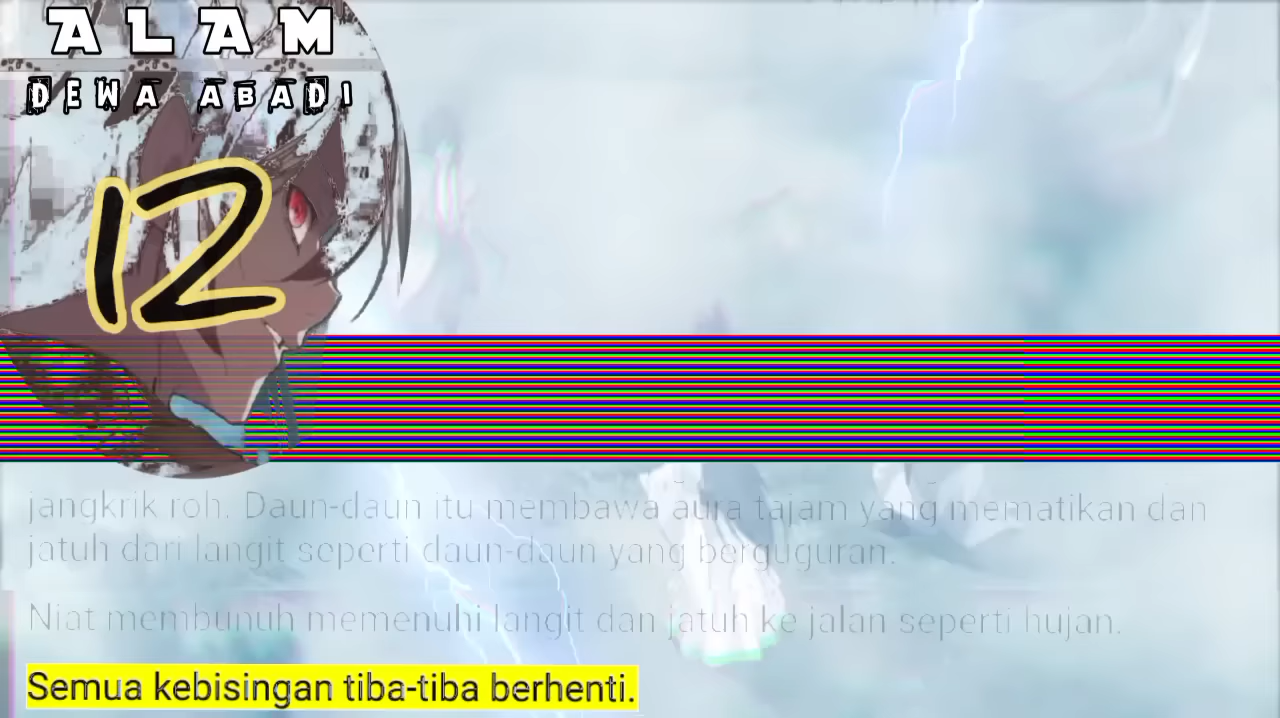 ALAM
DEWA ABADI
12
jangkrik roh. Daun-daun itu membawa aura tajam yang mematikan dan
jatuh dari langit seperti daun-daun yang berguguran.
Niat membunuh memenuhi langit dan jatuh ke jalan seperti hujan.
Semua kebisingan tiba-tiba berhenti.